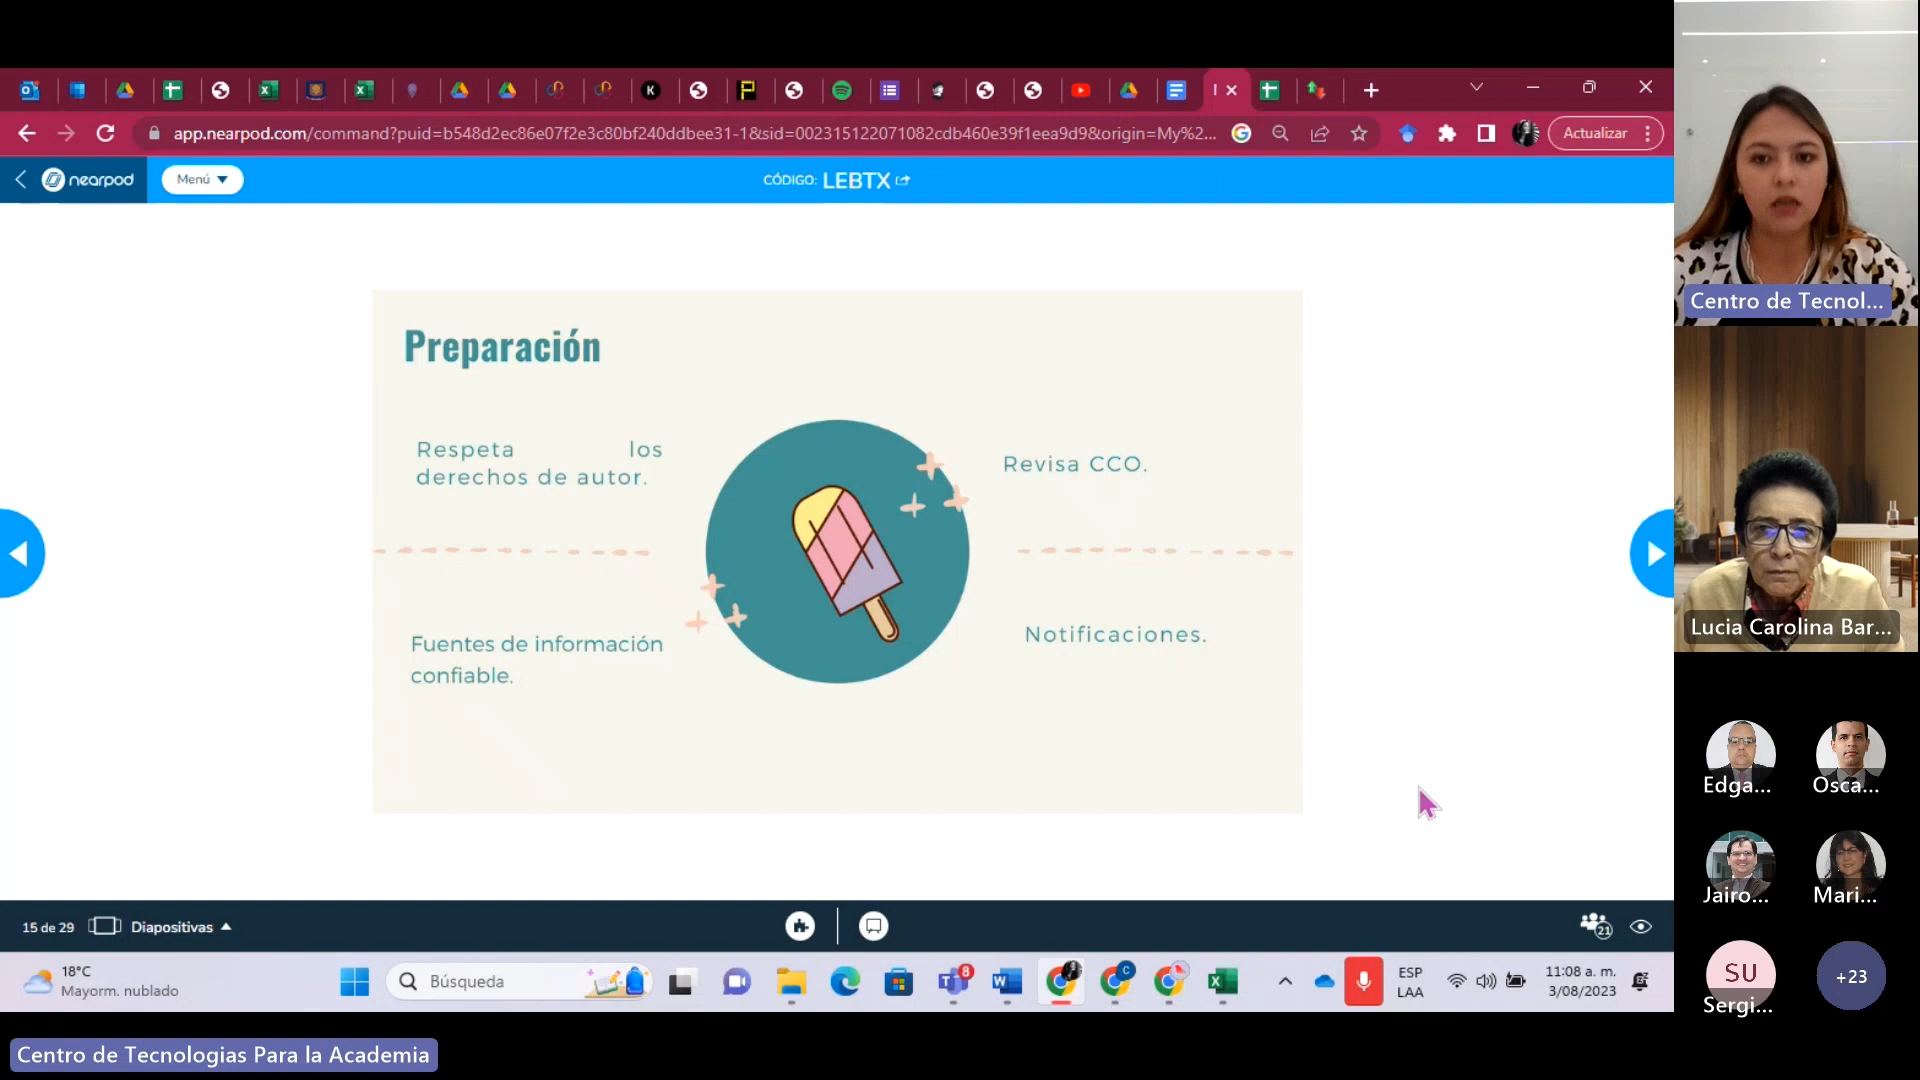 app.nearpod.com/command?puid=b548d2ec86e07f2e3c80bf240ddbee31-1&sid=002315122071082cdb460e39f1eea9d9&origin=My%2...
Actualizar
nearpod
Menú
CÓDIGO: LEBTX
Preparación
Respeta los
derechos de autor.
Revisa CCO.
Fuentes de información
confiable.
Notificaciones.
15 de 29
Diapositivas
21
18°C
Mayorm. nublado
Búsqueda
8
ESP
LAA
11:08 a. m.
3/08/2023
Centro de Tecnologias Para la Academia
Centro de Tecnol...
Lucia Carolina Bar...
Edga...
Osca...
Jairo...
Mari...
SU
Sergi...
+23